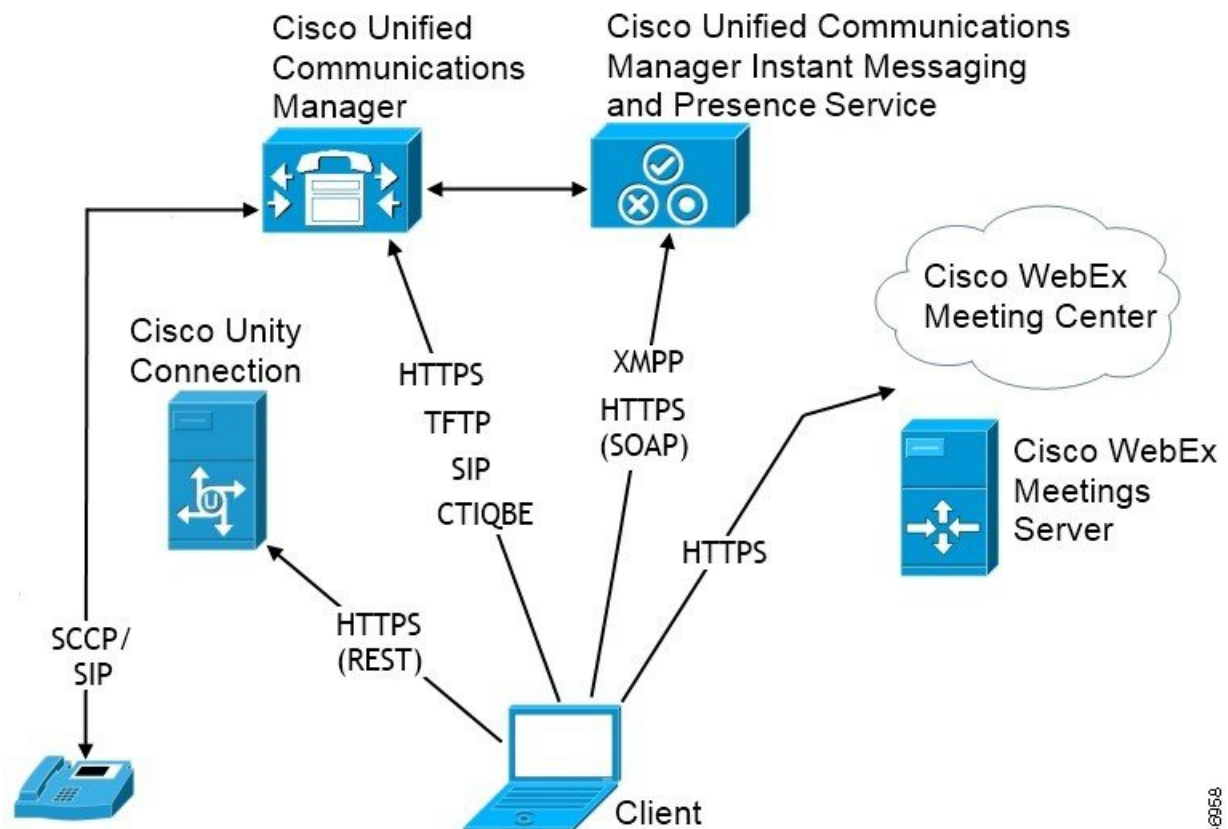 Cisco Unified
Communications
Manager
Cisco Unified Communications
Manager Instant Messaging
and Presence Service
Cisco WebEx
Meeting Center
Cisco Unity
Connection
U
HTTPS
TFTP
SIP
CTIQBE
XMPP
HTTPS
(SOAP)
Cisco WebEx
Meetings
Server
HTTPS
HTTPS
(REST)
SCCP/
SIP
Client